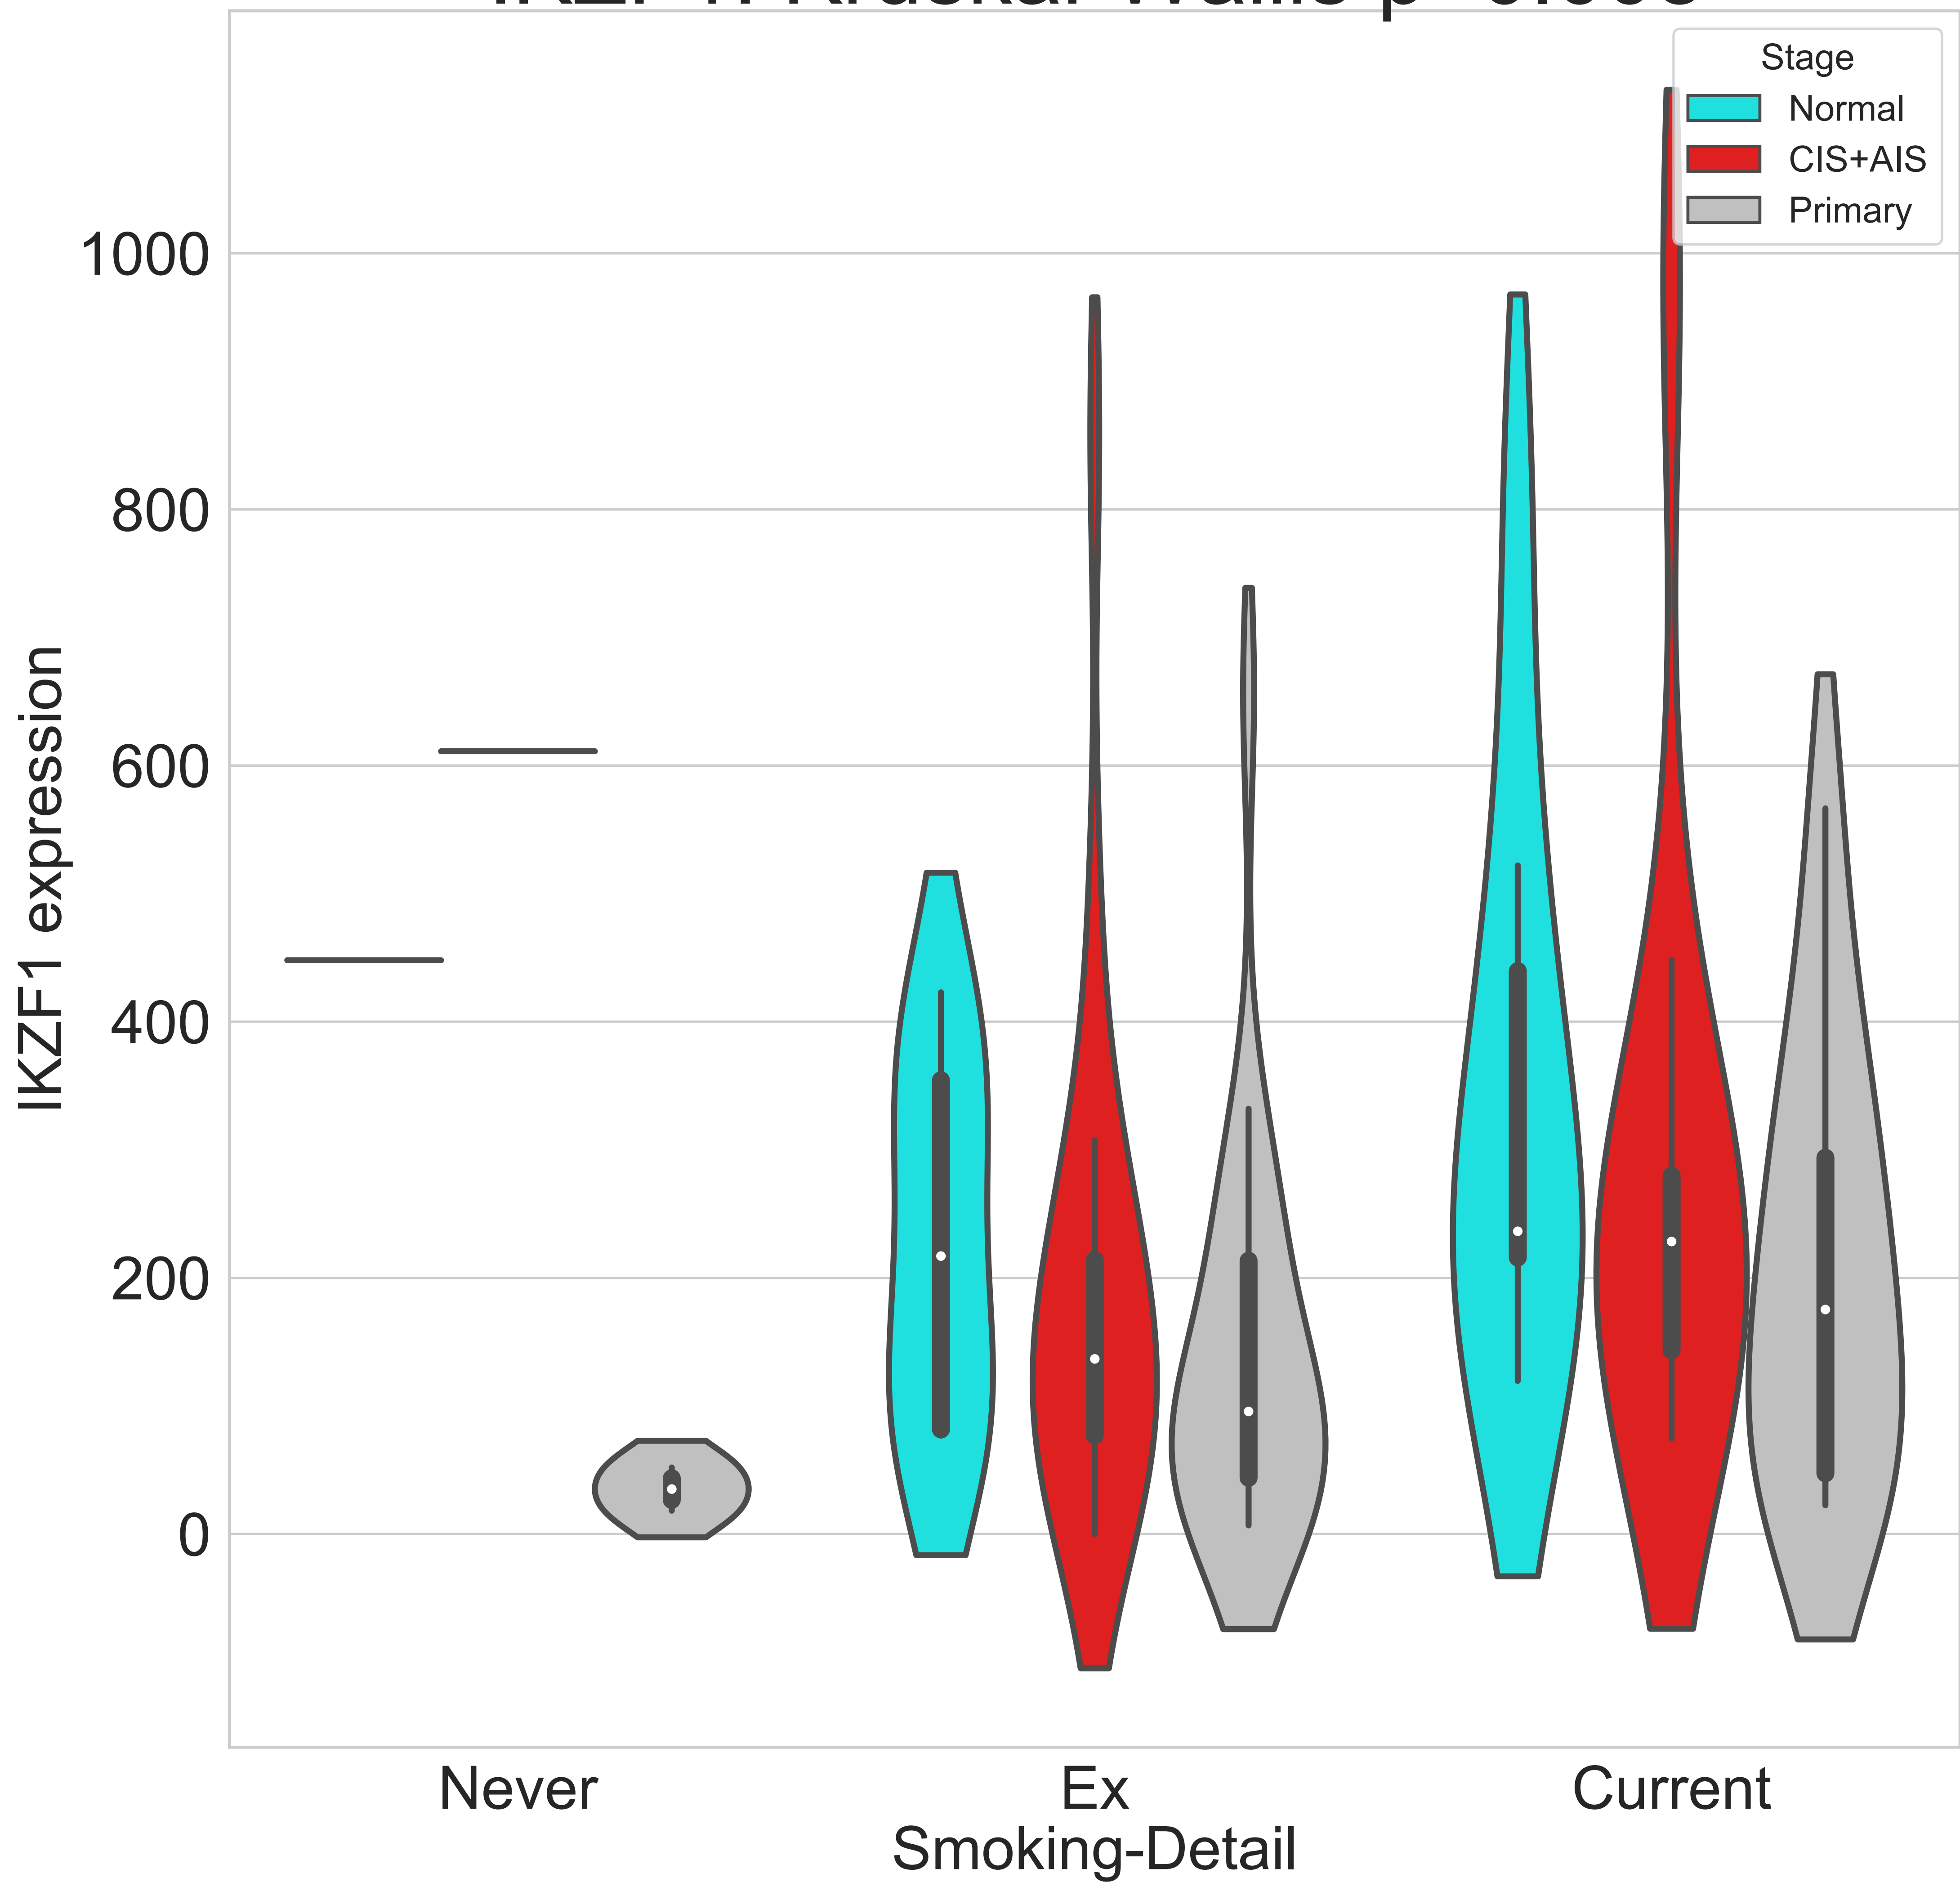 Stage
Normal
CIS+AIS
Primary
1000
800
600
400
200
0
IKZF1 expression
Never
Ex
Current
Smoking-Detail